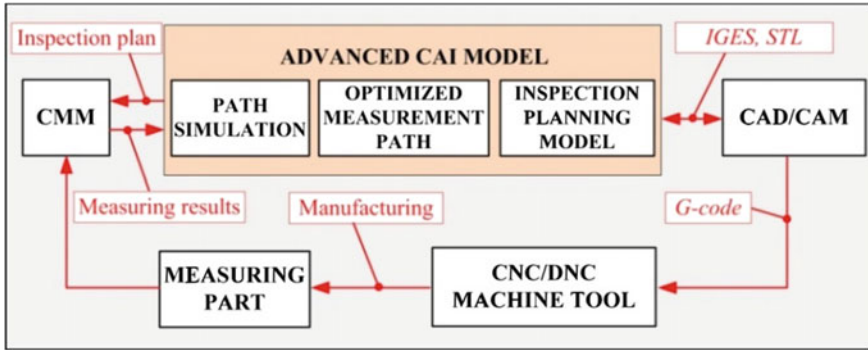 Inspection plan
ADVANCED CAI MODEL
IGES, STL
CMM
PATH
SIMULATION
OPTIMIZED
MEASUREMENT
PATH
INSPECTION
PLANNING
MODEL
CAD/CAM
Measuring results
Manufacturing
G-code
MEASURING
PART
CNC/DNC
MACHINE TOOL